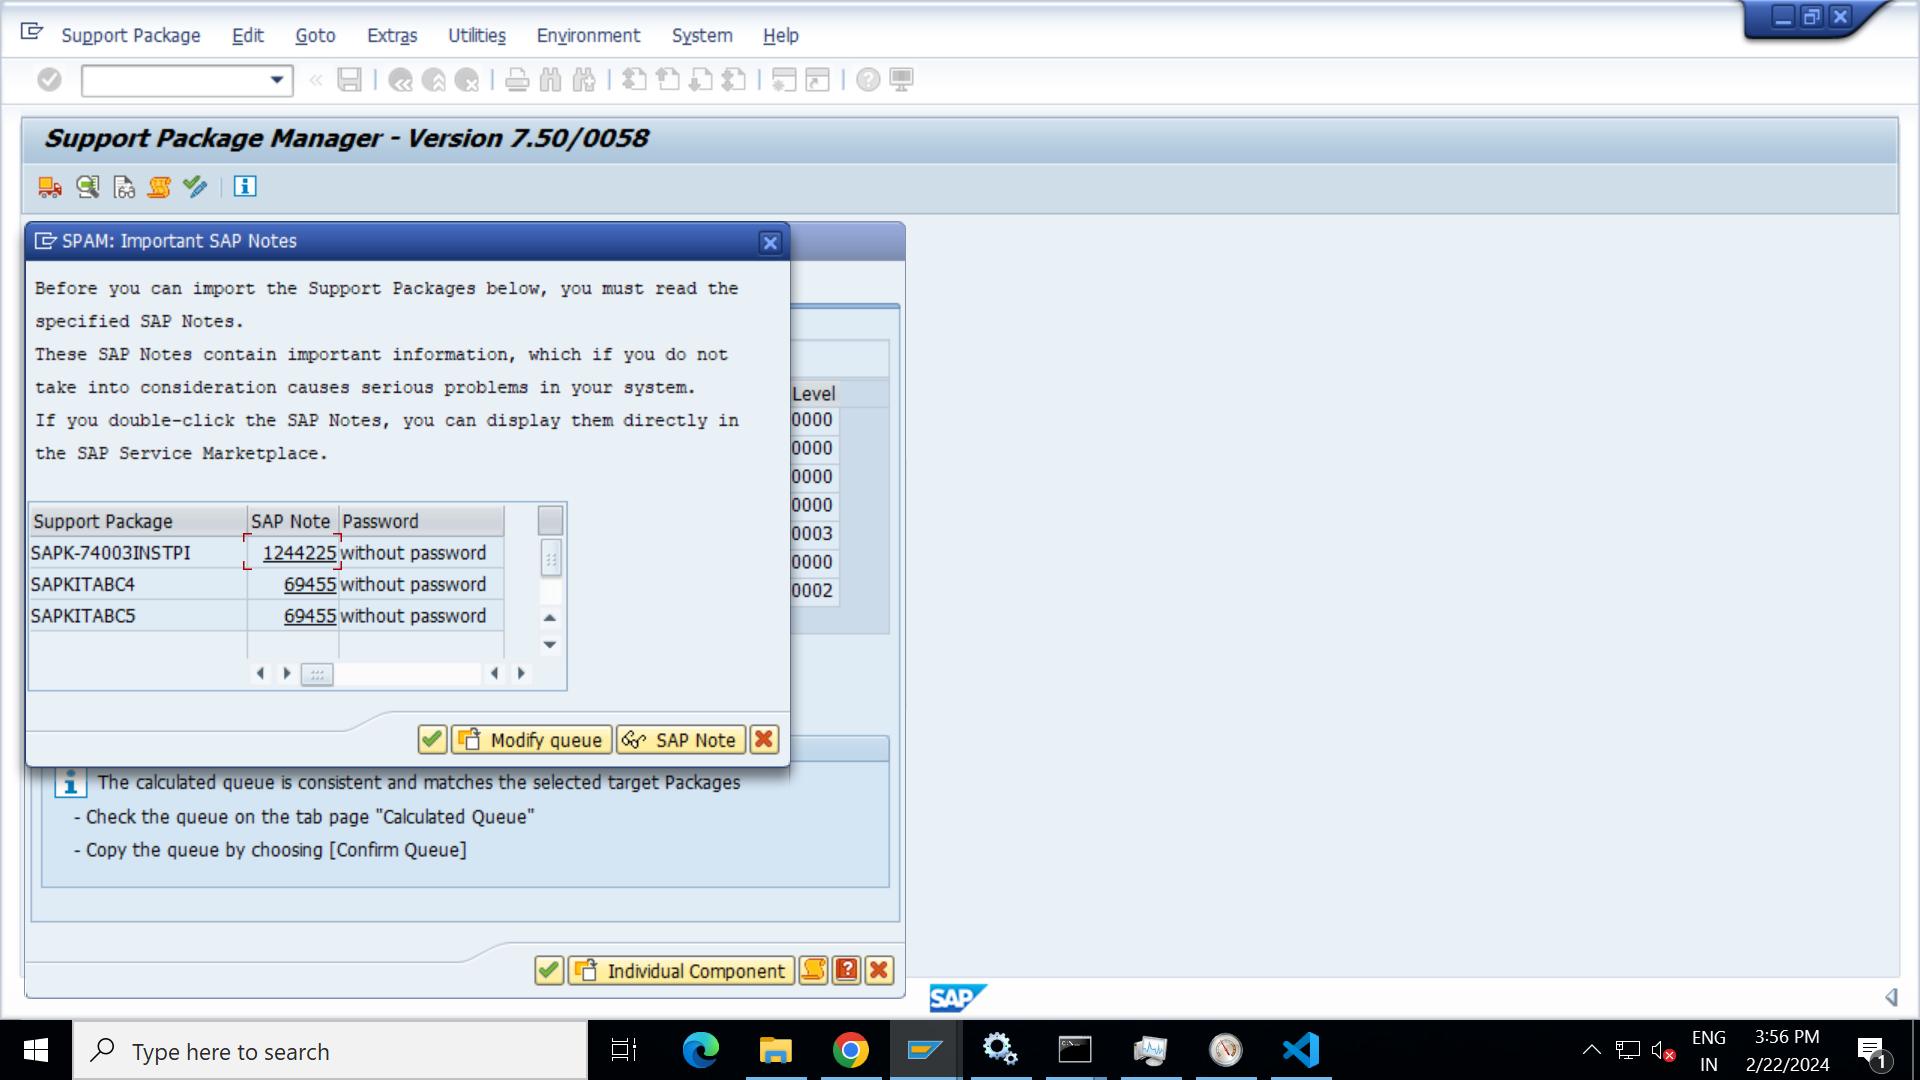 Support Package Edit Goto Extras Utilities Environment System Help
Support Package Manager - Version 7.50/0058
SPAM: Important SAP Notes
Before you can import the Support Packages below, you must read the
specified SAP Notes.
These SAP Notes contain important information, which if you do not
take into consideration causes serious problems in your system.
If you double-click the SAP Notes, you can display them directly in
the SAP Service Marketplace.
Support Package SAP Note Password
SAPK-74003INSTPI 1244225 without password
SAPKITABC4 69455 without password
SAPKITABC5 69455 without password
Modify queue SAP Note
Level
0000
0000
0000
0000
0003
0000
0002
The calculated queue is consistent and matches the selected target Packages
- Check the queue on the tab page "Calculated Queue"
- Copy the queue by choosing [Confirm Queue]
Individual Component
SAP
Type here to search
ENG
IN
3:56 PM
2/22/2024
1